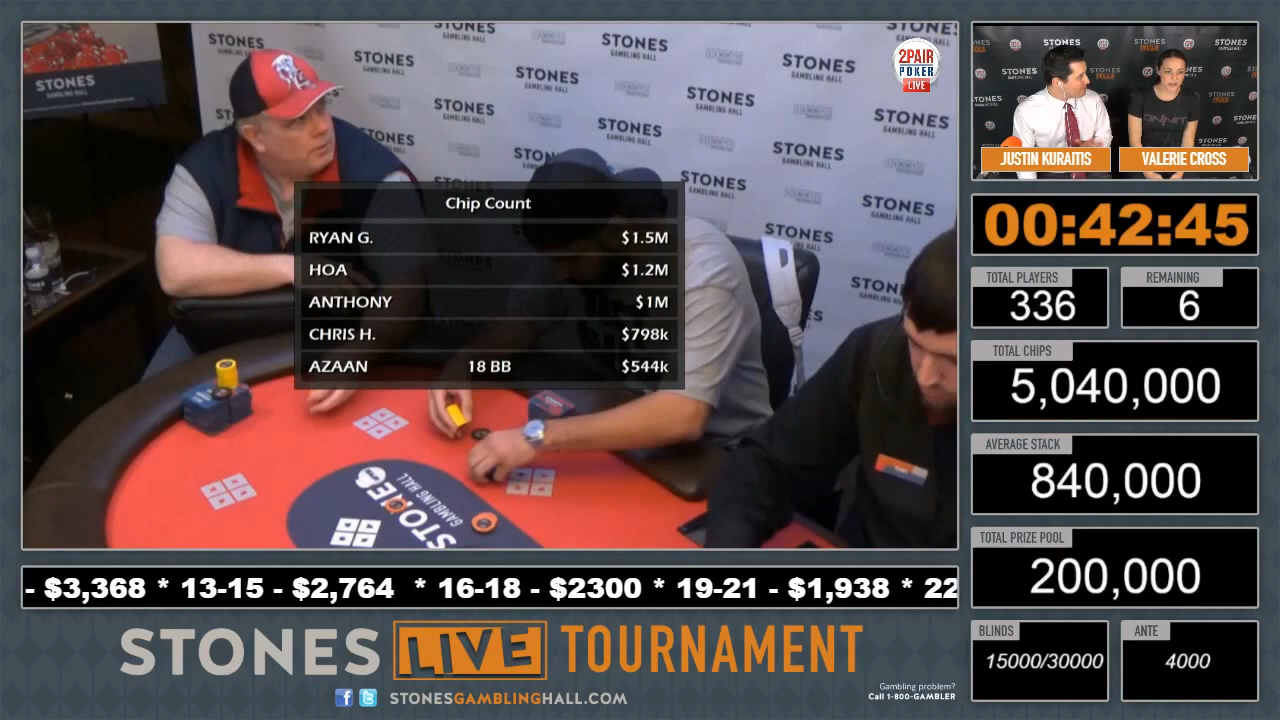 STONES
GAMBLING HALL
2PAIR
POKER
LIVE
Chip Count
RYAN G. $1.5M
HOA $1.2M
ANTHONY $1M
CHRIS H. $798k
AZAAN 18 BB $544k
STONES
GAMBLING HALL
JUSTIN KURAITIS
VALERIE CROSS
00:42:45
TOTAL PLAYERS
336
REMAINING
6
TOTAL CHIPS
5,040,000
AVERAGE STACK
840,000
TOTAL PRIZE POOL
200,000
BLINDS
15000/30000
ANTE
4000
- $3,368 * 13-15 - $2,764 * 16-18 - $2300 * 19-21 - $1,938 * 22
STONES LIVE TOURNAMENT
STONESGAMBLINGHALL.COM
Gambling problem?
Call 1-800-GAMBLER